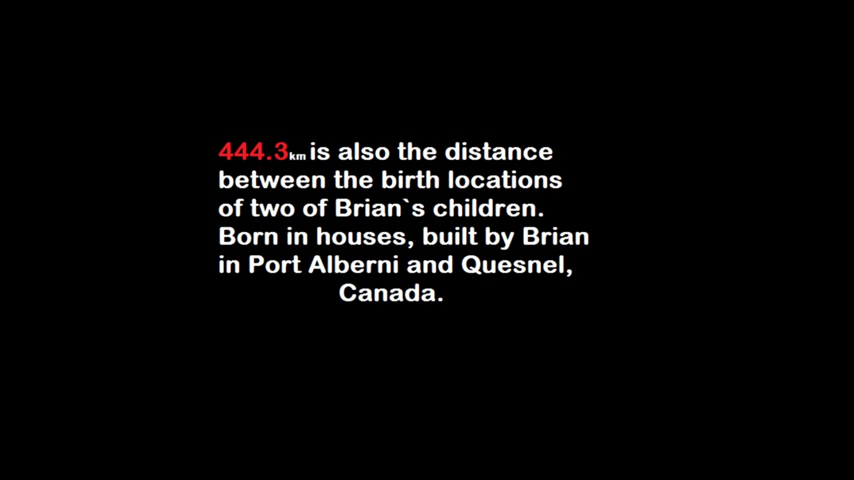 444.3km is also the distance
between the birth locations
of two of Brian`s children.
Born in houses, built by Brian
in Port Alberni and Quesnel,
Canada.